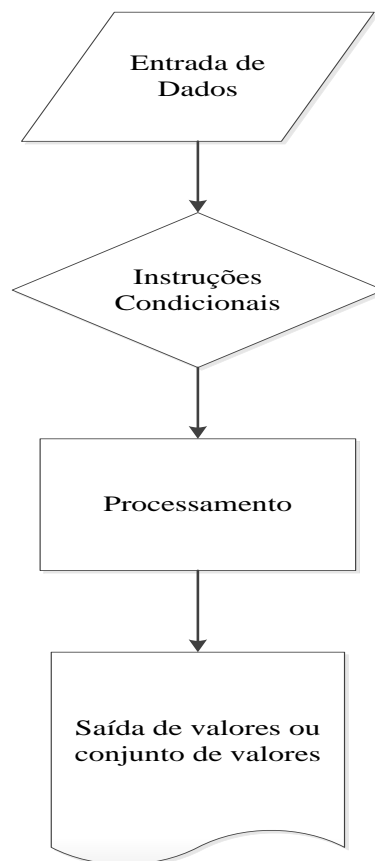 Entrada de
Dados
Instruções
Condicionais
Processamento
Saída de valores ou
conjunto de valores